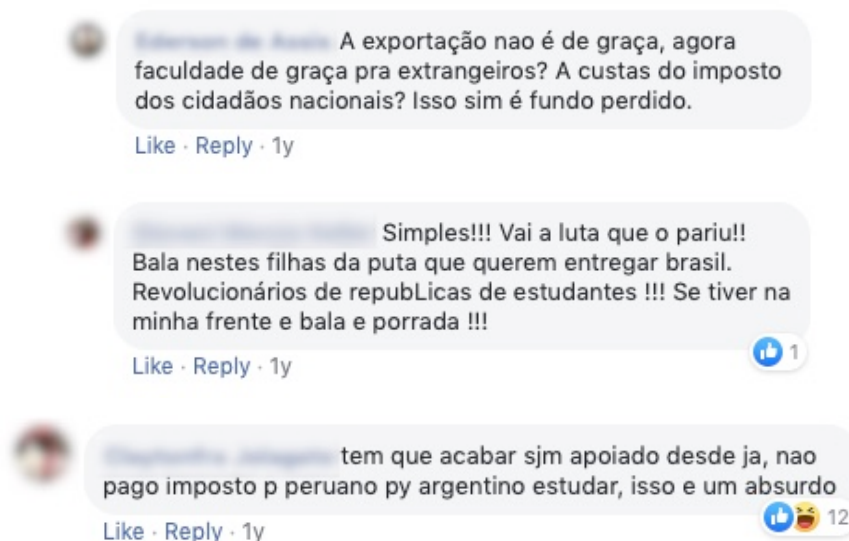 A exportação nao é de graça, agora
faculdade de graça pra extrangeiros? A custas do imposto
dos cidadãos nacionais? Isso sim é fundo perdido.
Like · Reply · 1y
Simples!!! Vai a luta que o pariu!!
Bala nestes filhas da puta que querem entregar brasil.
Revolucionários de repubLicas de estudantes !!! Se tiver na
minha frente e bala e porrada !!!
1
Like · Reply · 1y
tem que acabar sjm apoiado desde ja, nao
pago imposto p peruano py argentino estudar, isso e um absurdo
12
Like · Reply · 1y